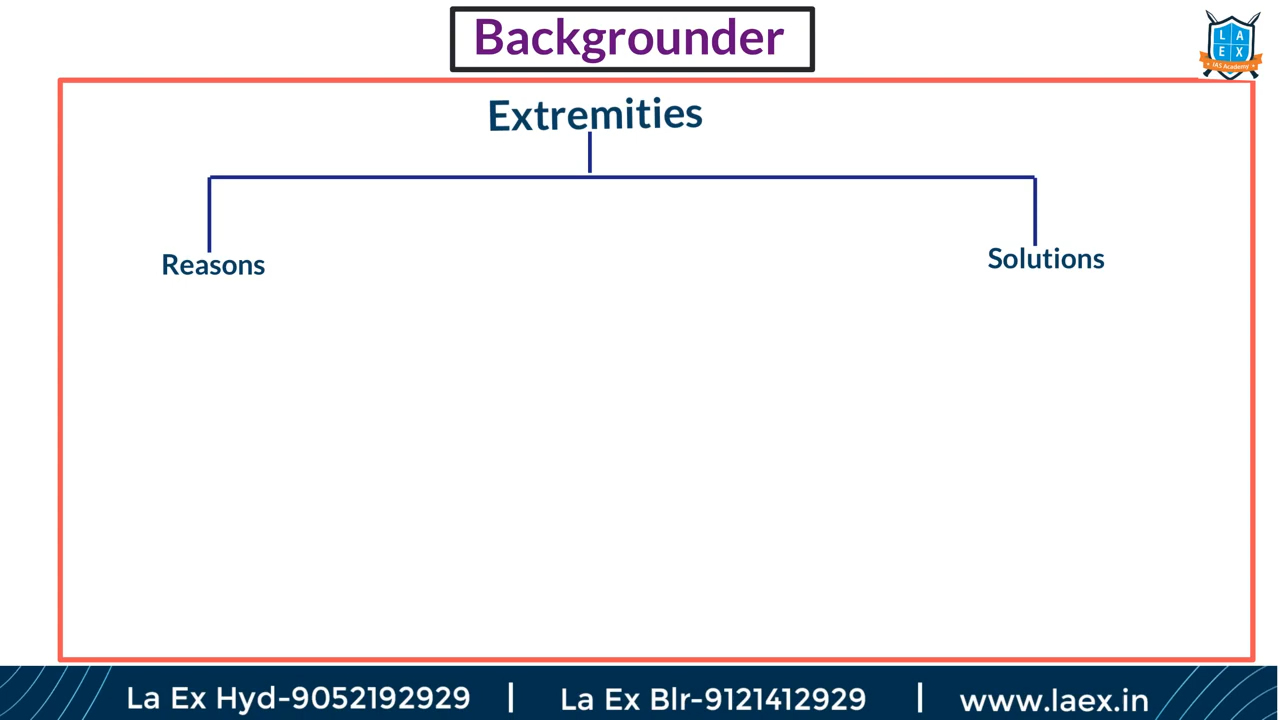 Backgrounder
L A
E X
IAS Academy
Extremities
Reasons
Solutions
La Ex Hyd-9052192929 | La Ex Blr-9121412929 | www.laex.in